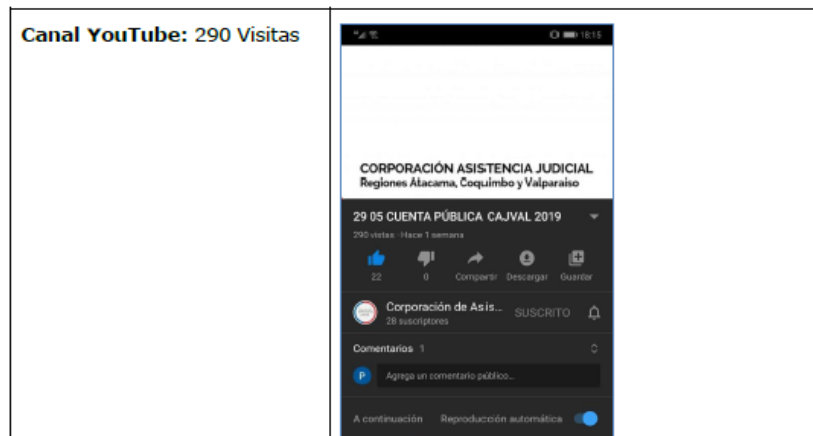 Canal YouTube: 290 Visitas
18:15
CORPORACIÓN ASISTENCIA JUDICIAL
Regiones Atacama, Coquimbo y Valparaiso
29 05 CUENTA PÚBLICA CAJVAL 2019
290 vistas · Hace 1 semana
22
0
Compartir
Descargar
Guardar
Corporación de Asis...
SUSCRITO
28 suscriptores
Comentarios 1
P
Agrega un comentario público...
A continuación
Reproducción automática